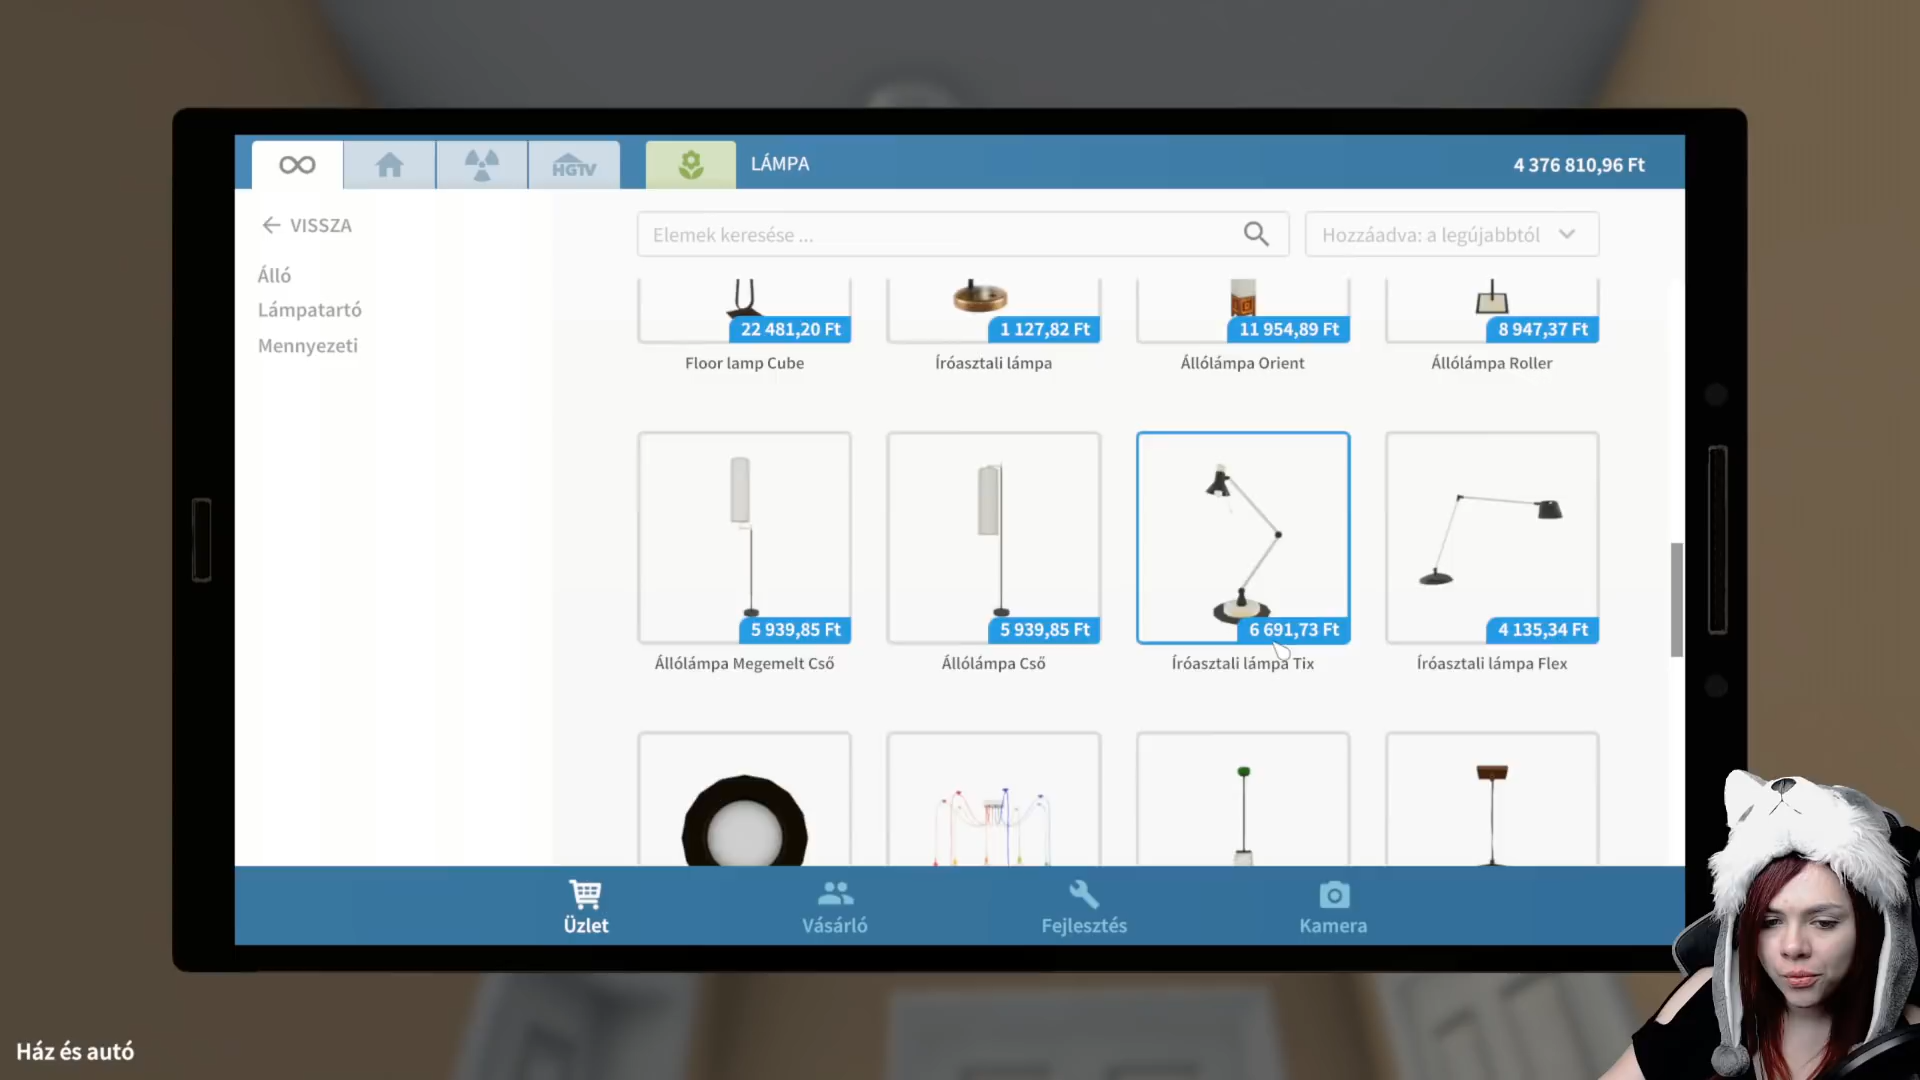 HGTV
LÁMPA
4 376 810,96 Ft
VISSZA
Elemek keresése ...
Hozzáadva: a legújabbtól
Álló
Lámpatartó
Mennyezeti
22 481,20 Ft
1 127,82 Ft
11 954,89 Ft
8 947,37 Ft
Floor lamp Cube
Íróasztali lámpa
Állólámpa Orient
Állólámpa Roller
5 939,85 Ft
5 939,85 Ft
6 691,73 Ft
4 135,34 Ft
Állólámpa Megemelt Cső
Állólámpa Cső
Íróasztali lámpa Tix
Íróasztali lámpa Flex
Üzlet
Vásárló
Fejlesztés
Kamera
Ház és autó